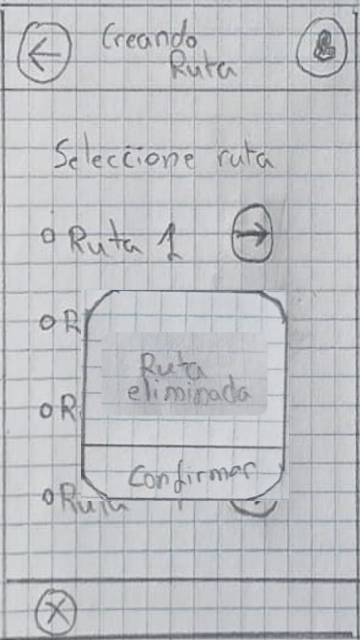 Creando
Ruta
Seleccione ruta
Ruta 1
R
R
Ruta
eliminada
Confirmar
Ruta